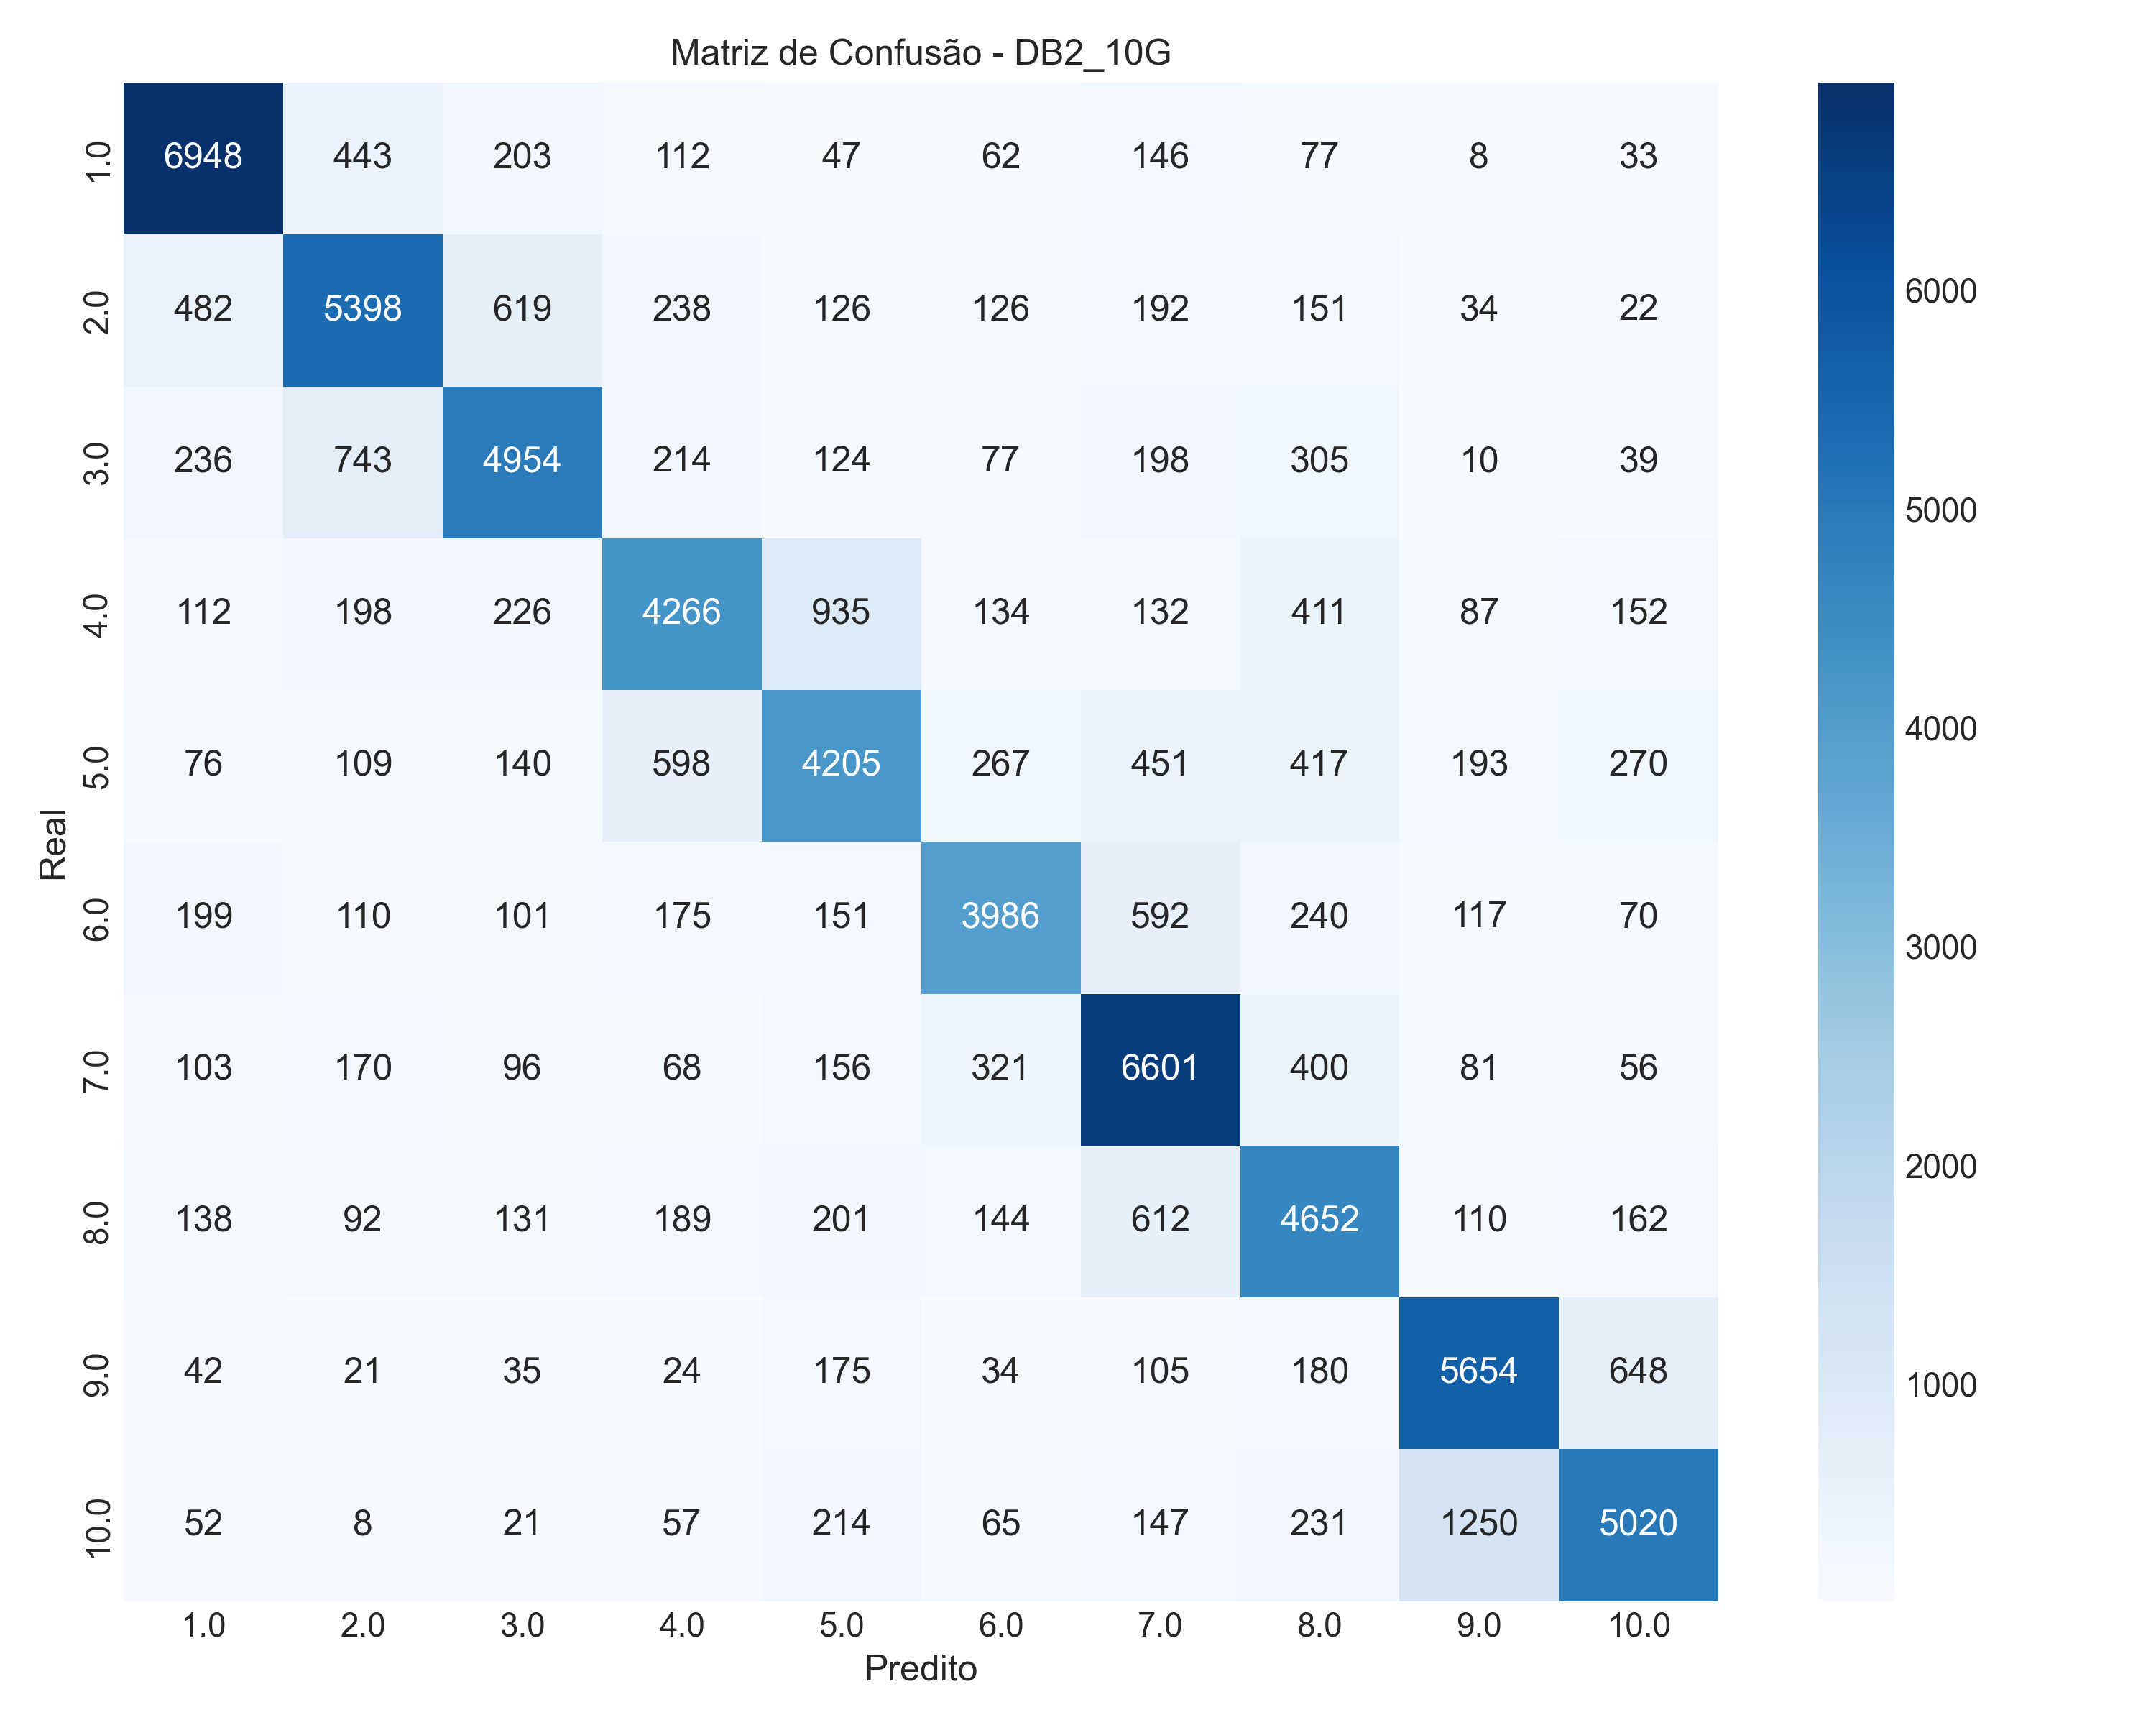 Matriz de Confusão - DB2_10G
1.0 6948 443 203 112 47 62 146 77 8 33
2.0 482 5398 619 238 126 126 192 151 34 22
3.0 236 743 4954 214 124 77 198 305 10 39
4.0 112 198 226 4266 935 134 132 411 87 152
5.0 76 109 140 598 4205 267 451 417 193 270
6.0 199 110 101 175 151 3986 592 240 117 70
7.0 103 170 96 68 156 321 6601 400 81 56
8.0 138 92 131 189 201 144 612 4652 110 162
9.0 42 21 35 24 175 34 105 180 5654 648
10.0 52 8 21 57 214 65 147 231 1250 5020
1.0 2.0 3.0 4.0 5.0 6.0 7.0 8.0 9.0 10.0
Predito
Real
6000
5000
4000
3000
2000
1000